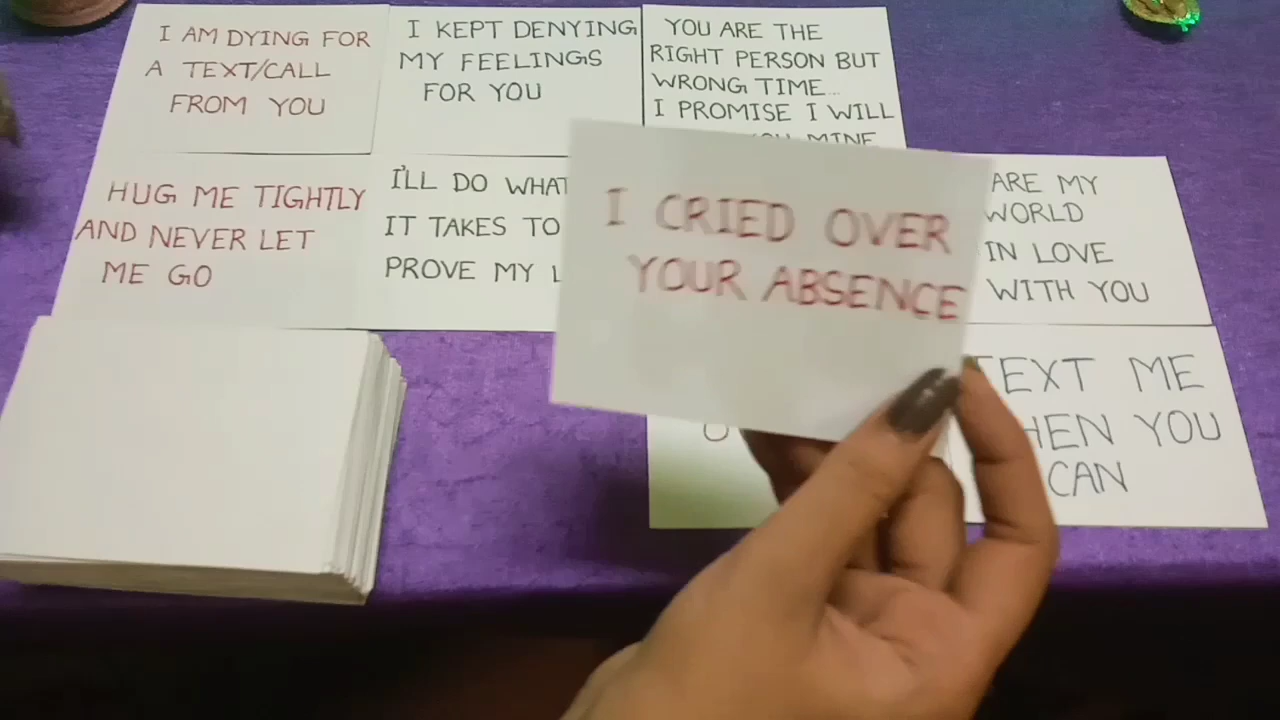 I AM DYING FOR
A TEXT/CALL
FROM YOU
I KEPT DENYING
MY FEELINGS
FOR YOU
YOU ARE THE
RIGHT PERSON BUT
WRONG TIME...
I PROMISE I WILL
MINE
HUG ME TIGHTLY
AND NEVER LET
ME GO
I'LL DO WHAT
IT TAKES TO
PROVE MY
I CRIED OVER
YOUR ABSENCE
ARE MY
WORLD
IN LOVE
WITH YOU
TEXT ME
WHEN YOU
CAN